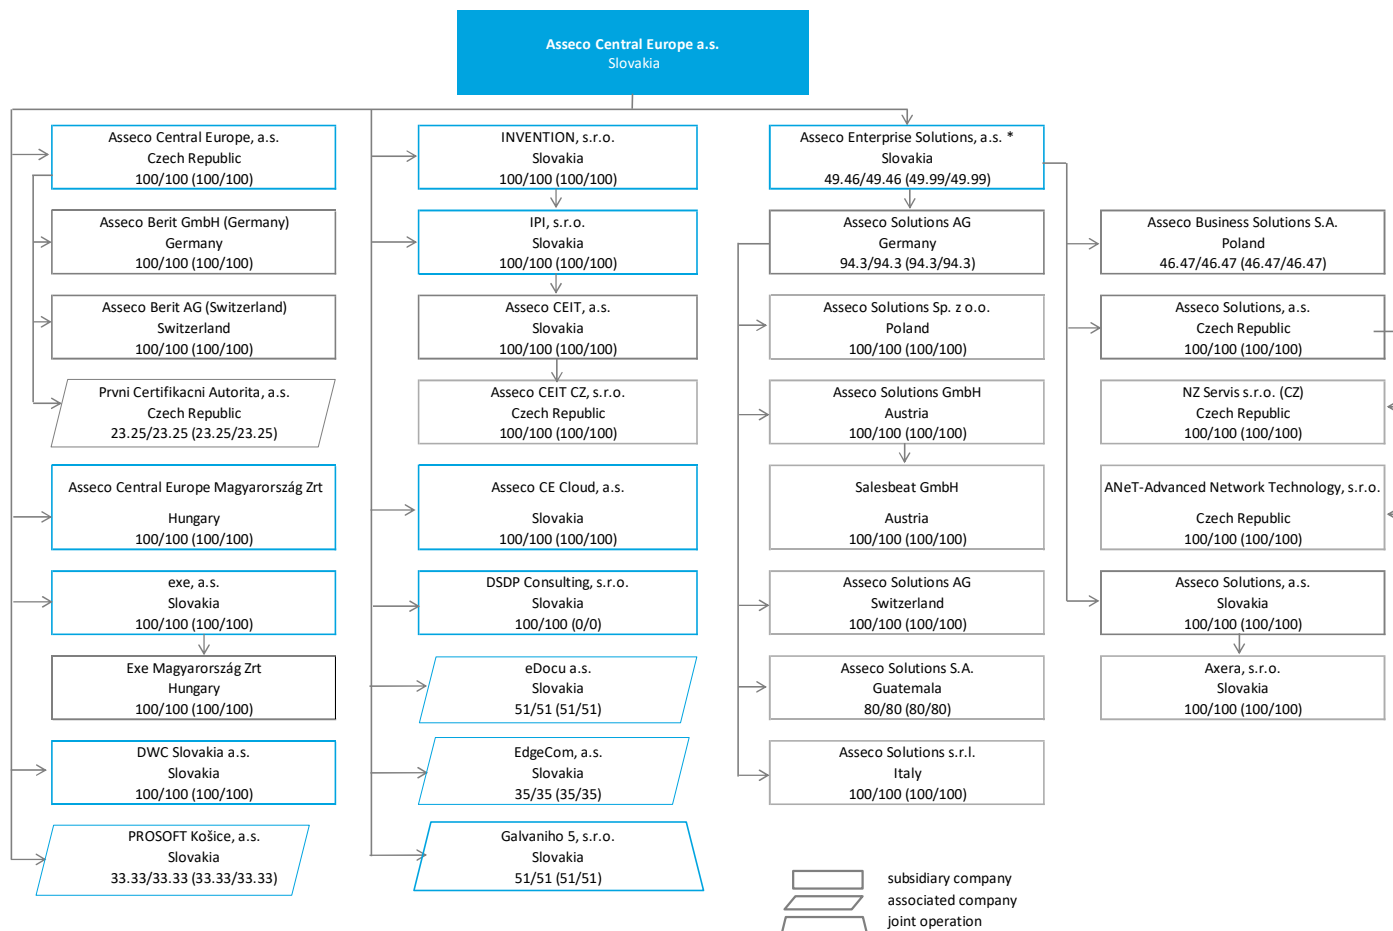 Asseco Central Europe a.s.
Slovakia
Asseco Central Europe, a.s.
Czech Republic
100/100 (100/100)
Asseco Berit GmbH (Germany)
Germany
100/100 (100/100)
Asseco Berit AG (Switzerland)
Switzerland
100/100 (100/100)
Prvni Certifikacni Autorita, a.s.
Czech Republic
23.25/23.25 (23.25/23.25)
Asseco Central Europe Magyarország Zrt
Hungary
100/100 (100/100)
exe, a.s.
Slovakia
100/100 (100/100)
Exe Magyarország Zrt
Hungary
100/100 (100/100)
DWC Slovakia a.s.
Slovakia
100/100 (100/100)
PROSOFT Košice, a.s.
Slovakia
33.33/33.33 (33.33/33.33)
INVENTION, s.r.o.
Slovakia
100/100 (100/100)
IPI, s.r.o.
Slovakia
100/100 (100/100)
Asseco CEIT, a.s.
Slovakia
100/100 (100/100)
Asseco CEIT CZ, s.r.o.
Czech Republic
100/100 (100/100)
Asseco CE Cloud, a.s.
Slovakia
100/100 (100/100)
DSDP Consulting, s.r.o.
Slovakia
100/100 (0/0)
eDocu a.s.
Slovakia
51/51 (51/51)
EdgeCom, a.s.
Slovakia
35/35 (35/35)
Galvaniho 5, s.r.o.
Slovakia
51/51 (51/51)
Asseco Enterprise Solutions, a.s. *
Slovakia
49.46/49.46 (49.99/49.99)
Asseco Solutions AG
Germany
94.3/94.3 (94.3/94.3)
Asseco Solutions Sp. z o.o.
Poland
100/100 (100/100)
Asseco Solutions GmbH
Austria
100/100 (100/100)
Salesbeat GmbH
Austria
100/100 (100/100)
Asseco Solutions AG
Switzerland
100/100 (100/100)
Asseco Solutions S.A.
Guatemala
80/80 (80/80)
Asseco Solutions s.r.l.
Italy
100/100 (100/100)
Asseco Business Solutions S.A.
Poland
46.47/46.47 (46.47/46.47)
Asseco Solutions, a.s.
Czech Republic
100/100 (100/100)
NZ Servis s.r.o. (CZ)
Czech Republic
100/100 (100/100)
ANeT-Advanced Network Technology, s.r.o.
Czech Republic
100/100 (100/100)
Asseco Solutions, a.s.
Slovakia
100/100 (100/100)
Axera, s.r.o.
Slovakia
100/100 (100/100)
subsidiary company
associated company
joint operation